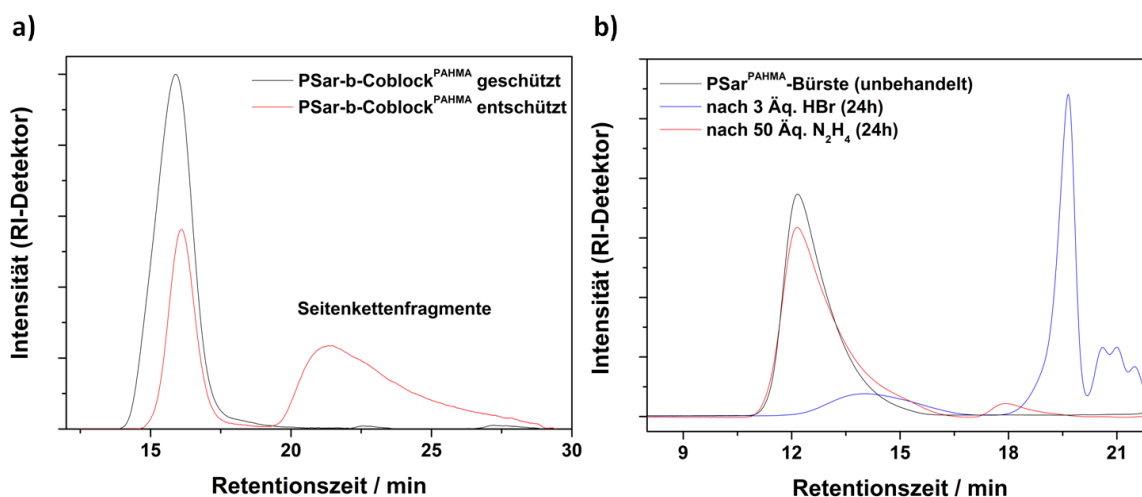 a)
Intensität (RI-Detektor)
PSar-b-Coblock^PAHMA geschützt
PSar-b-Coblock^PAHMA entschützt
Seitenkettenfragmente
15 20 25 30
Retentionszeit / min
b)
Intensität (RI-Detektor)
PSar^PAHMA-Bürste (unbehandelt)
nach 3 Äq. HBr (24h)
nach 50 Äq. N₂H₄ (24h)
9 12 15 18 21
Retentionszeit / min